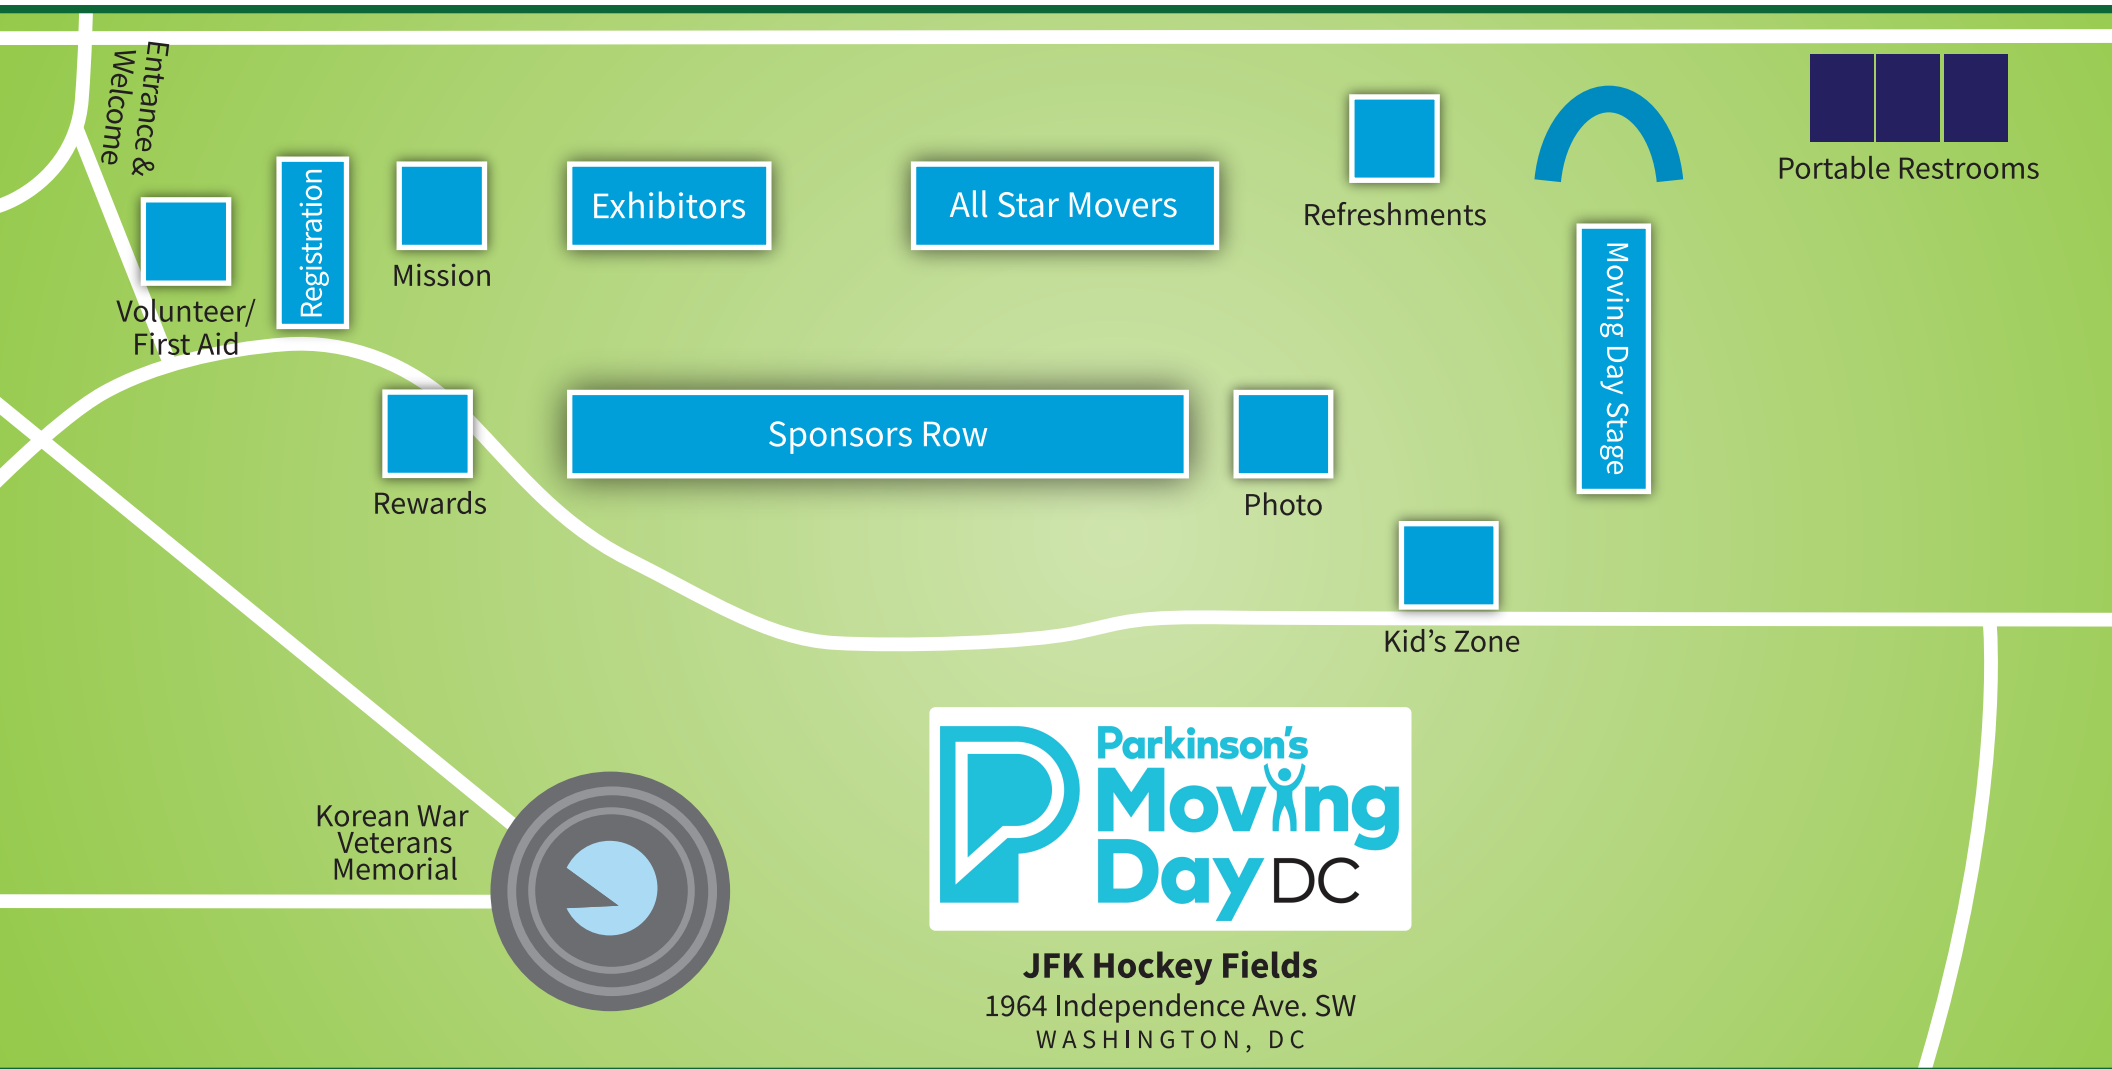 Entrance &
Welcome
Registration
Exhibitors
All Star Movers
Portable Restrooms
Refreshments
Mission
Volunteer/
First Aid
Moving Day Stage
Sponsors Row
Rewards
Photo
Kid’s Zone
Korean War
Veterans
Memorial
Parkinson's
Moving
Day DC
JFK Hockey Fields
1964 Independence Ave. SW
WASHINGTON, DC